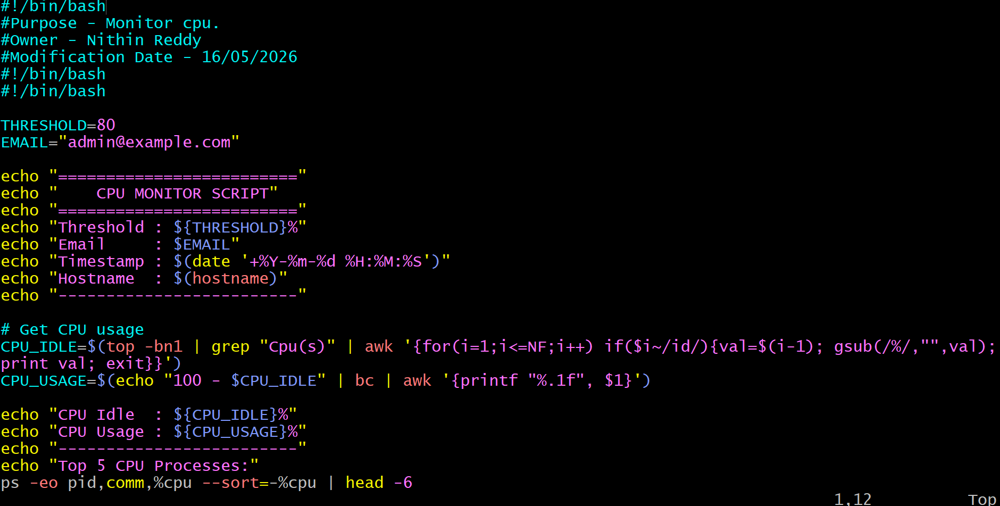 #!/bin/bash
#Purpose - Monitor cpu.
#Owner - Nithin Reddy
#Modification Date - 16/05/2026
#!/bin/bash
#!/bin/bash

THRESHOLD=80
EMAIL="admin@example.com"

echo "========================="
echo "    CPU MONITOR SCRIPT"
echo "========================="
echo "Threshold : ${THRESHOLD}%"
echo "Email     : $EMAIL"
echo "Timestamp : $(date '+%Y-%m-%d %H:%M:%S')"
echo "Hostname  : $(hostname)"
echo "-------------------------"

# Get CPU usage
CPU_IDLE=$(top -bn1 | grep "Cpu(s)" | awk '{for(i=1;i<=NF;i++) if($i~/id/){val=$(i-1); gsub(/%/,"",val);
print val; exit}}')
CPU_USAGE=$(echo "100 - $CPU_IDLE" | bc | awk '{printf "%.1f", $1}')

echo "CPU Idle  : ${CPU_IDLE}%"
echo "CPU Usage : ${CPU_USAGE}%"
echo "-------------------------"
echo "Top 5 CPU Processes:"
ps -eo pid,comm,%cpu --sort=-%cpu | head -6
1,12 Top